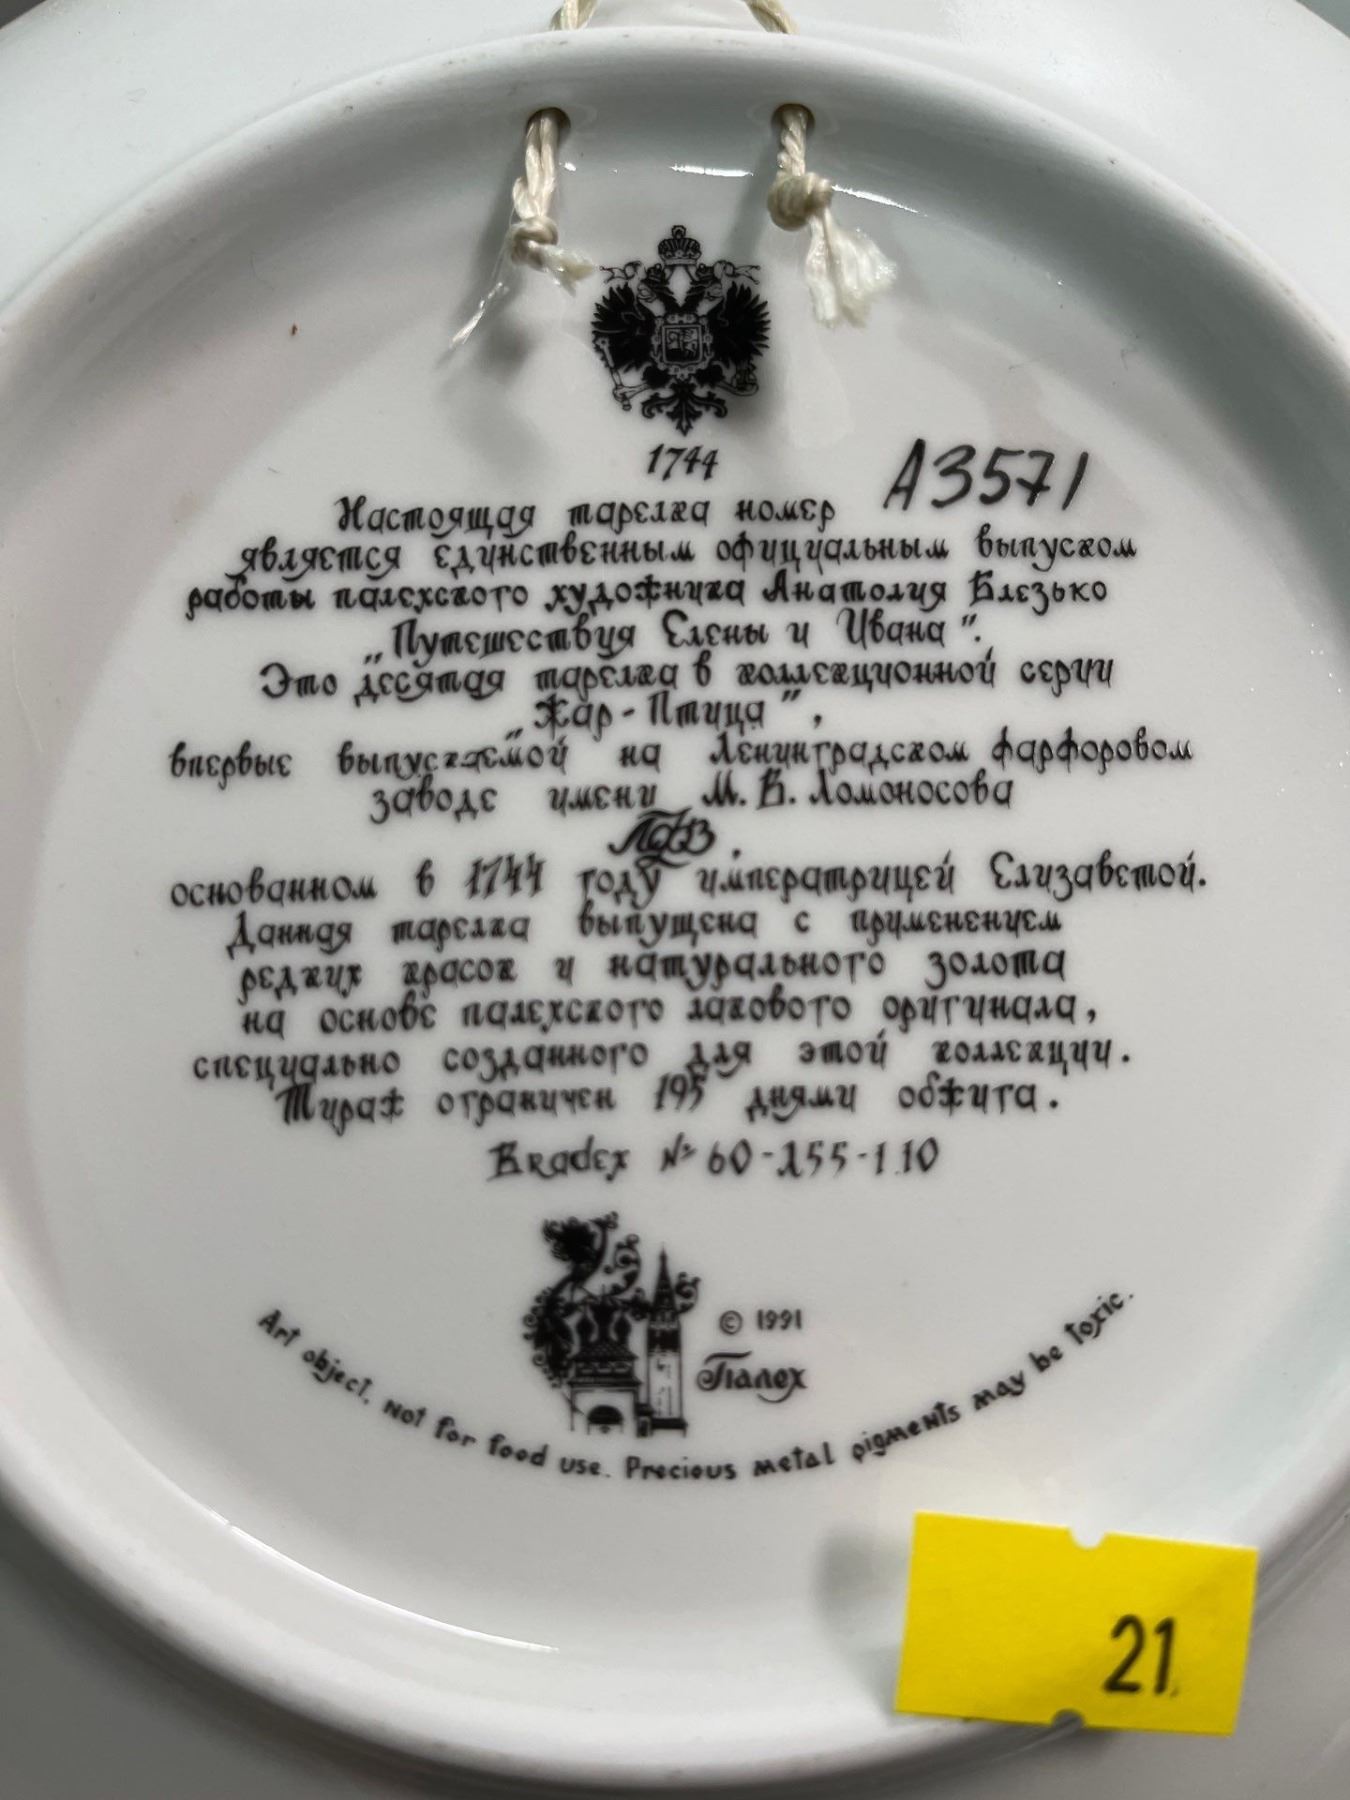 1744
А3571
Настоящая тарелка номер
является единственным официальным выпуском
работы палехского художника Анатолия Блезько
„Путешествия Елены и Ивана".
Это десятая тарелка в коллекционной серии
„Жар-Птица",
впервые выпускаемой на Ленинградском фарфоровом
заводе имени М. В. Ломоносова
ЛФЗ,
основанном в 1744 году императрицей Елизаветой.
Данная тарелка выпущена с применением
редких красок и натурального золота
на основе палехского лакового оригинала,
специально созданного для этой коллекции.
Тираж ограничен 195 днями обжига.
Bradex № 60-155-1.10
© 1991
Палех
Art object, not for food use. Precious metal pigments may be toxic.
21